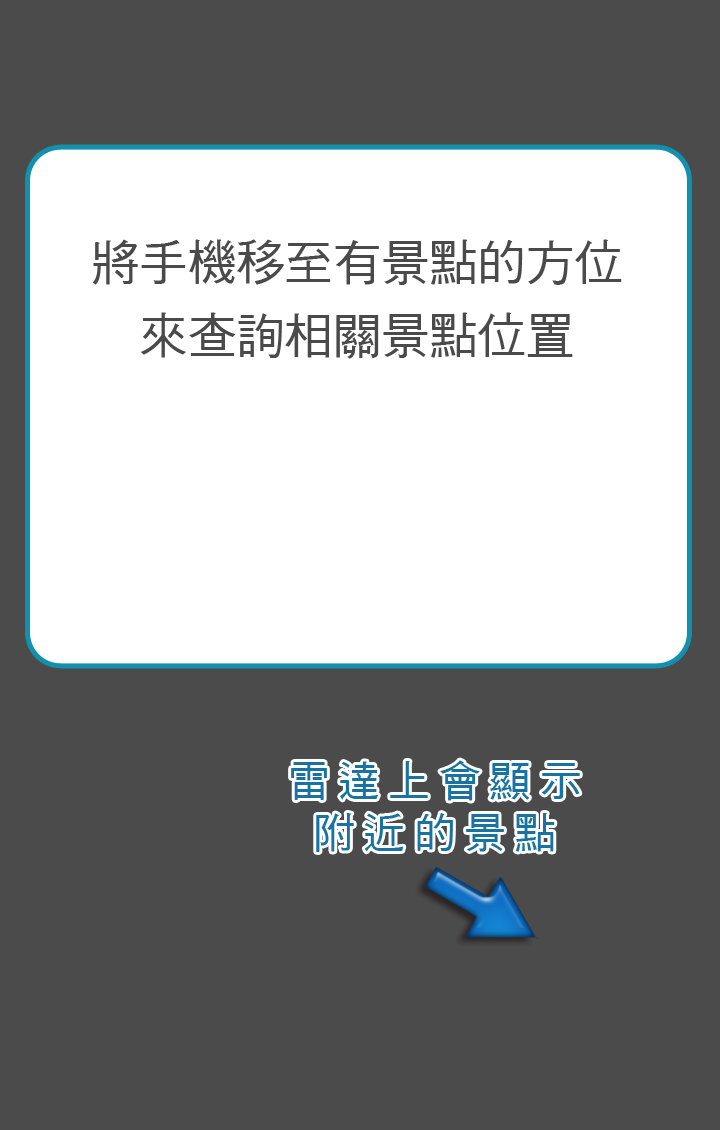 將手機移至有景點的方位
來查詢相關景點位置
雷達上會顯示
附近的景點